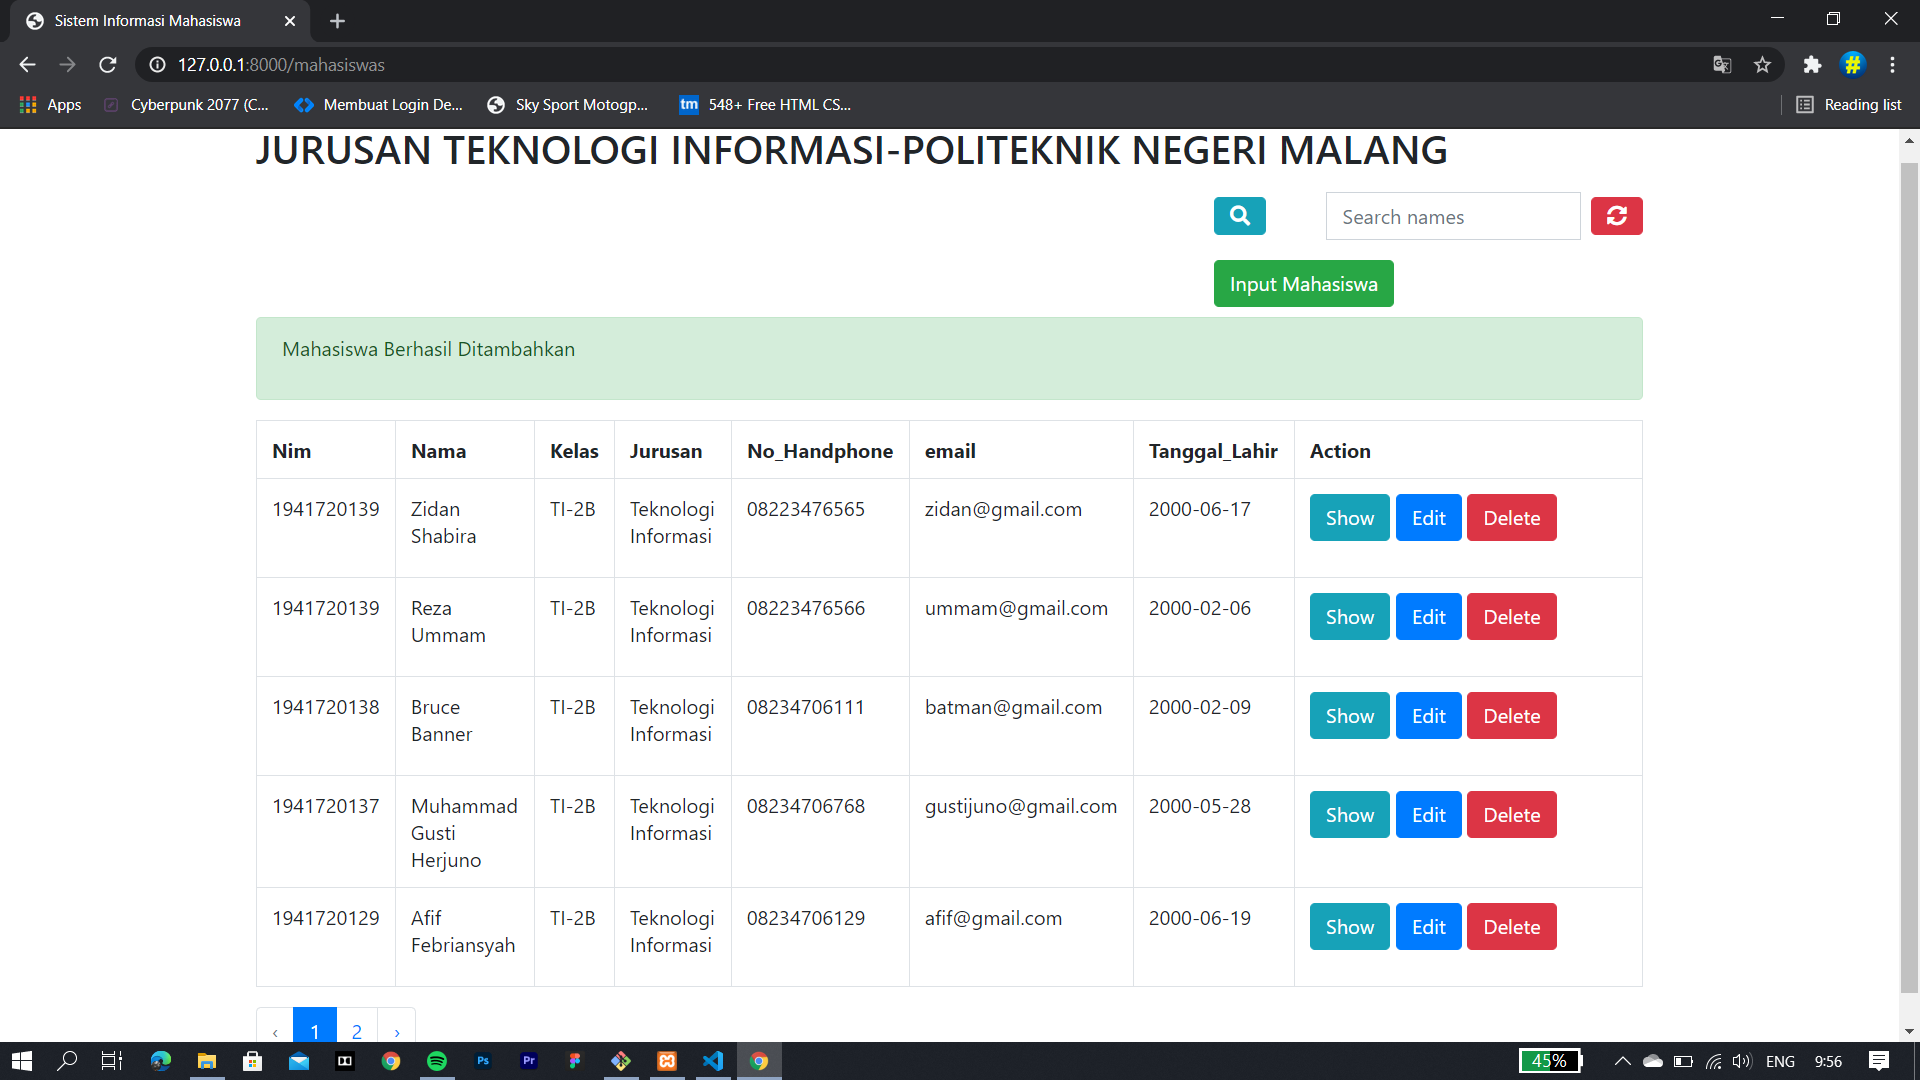 Sistem Informasi Mahasiswa
127.0.0.1:8000/mahasiswas
Apps Cyberpunk 2077 (C... Membuat Login De... Sky Sport Motogp... tm 548+ Free HTML CS... Reading list
JURUSAN TEKNOLOGI INFORMASI-POLITEKNIK NEGERI MALANG
Search names
Input Mahasiswa
Mahasiswa Berhasil Ditambahkan
Nim Nama Kelas Jurusan No_Handphone email Tanggal_Lahir Action
1941720139 Zidan TI-2B Teknologi 08223476565 zidan@gmail.com 2000-06-17 Show Edit Delete
Shabira Informasi
1941720139 Reza TI-2B Teknologi 08223476566 ummam@gmail.com 2000-02-06 Show Edit Delete
Ummam Informasi
1941720138 Bruce TI-2B Teknologi 08234706111 batman@gmail.com 2000-02-09 Show Edit Delete
Banner Informasi
1941720137 Muhammad TI-2B Teknologi 08234706768 gustijuno@gmail.com 2000-05-28 Show Edit Delete
Gusti Informasi
Herjuno
1941720129 Afif TI-2B Teknologi 08234706129 afif@gmail.com 2000-06-19 Show Edit Delete
Febriansyah Informasi
‹ 1 2 ›
Ps Pr 45% ENG 9:56